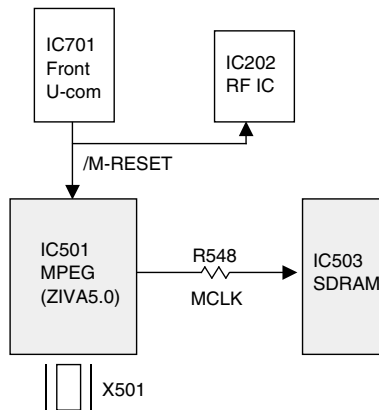 IC701
Front
U-com
IC202
RF IC
/M-RESET
IC501
MPEG
(ZIVA5.0)
R548
MCLK
IC503
SDRAM
X501